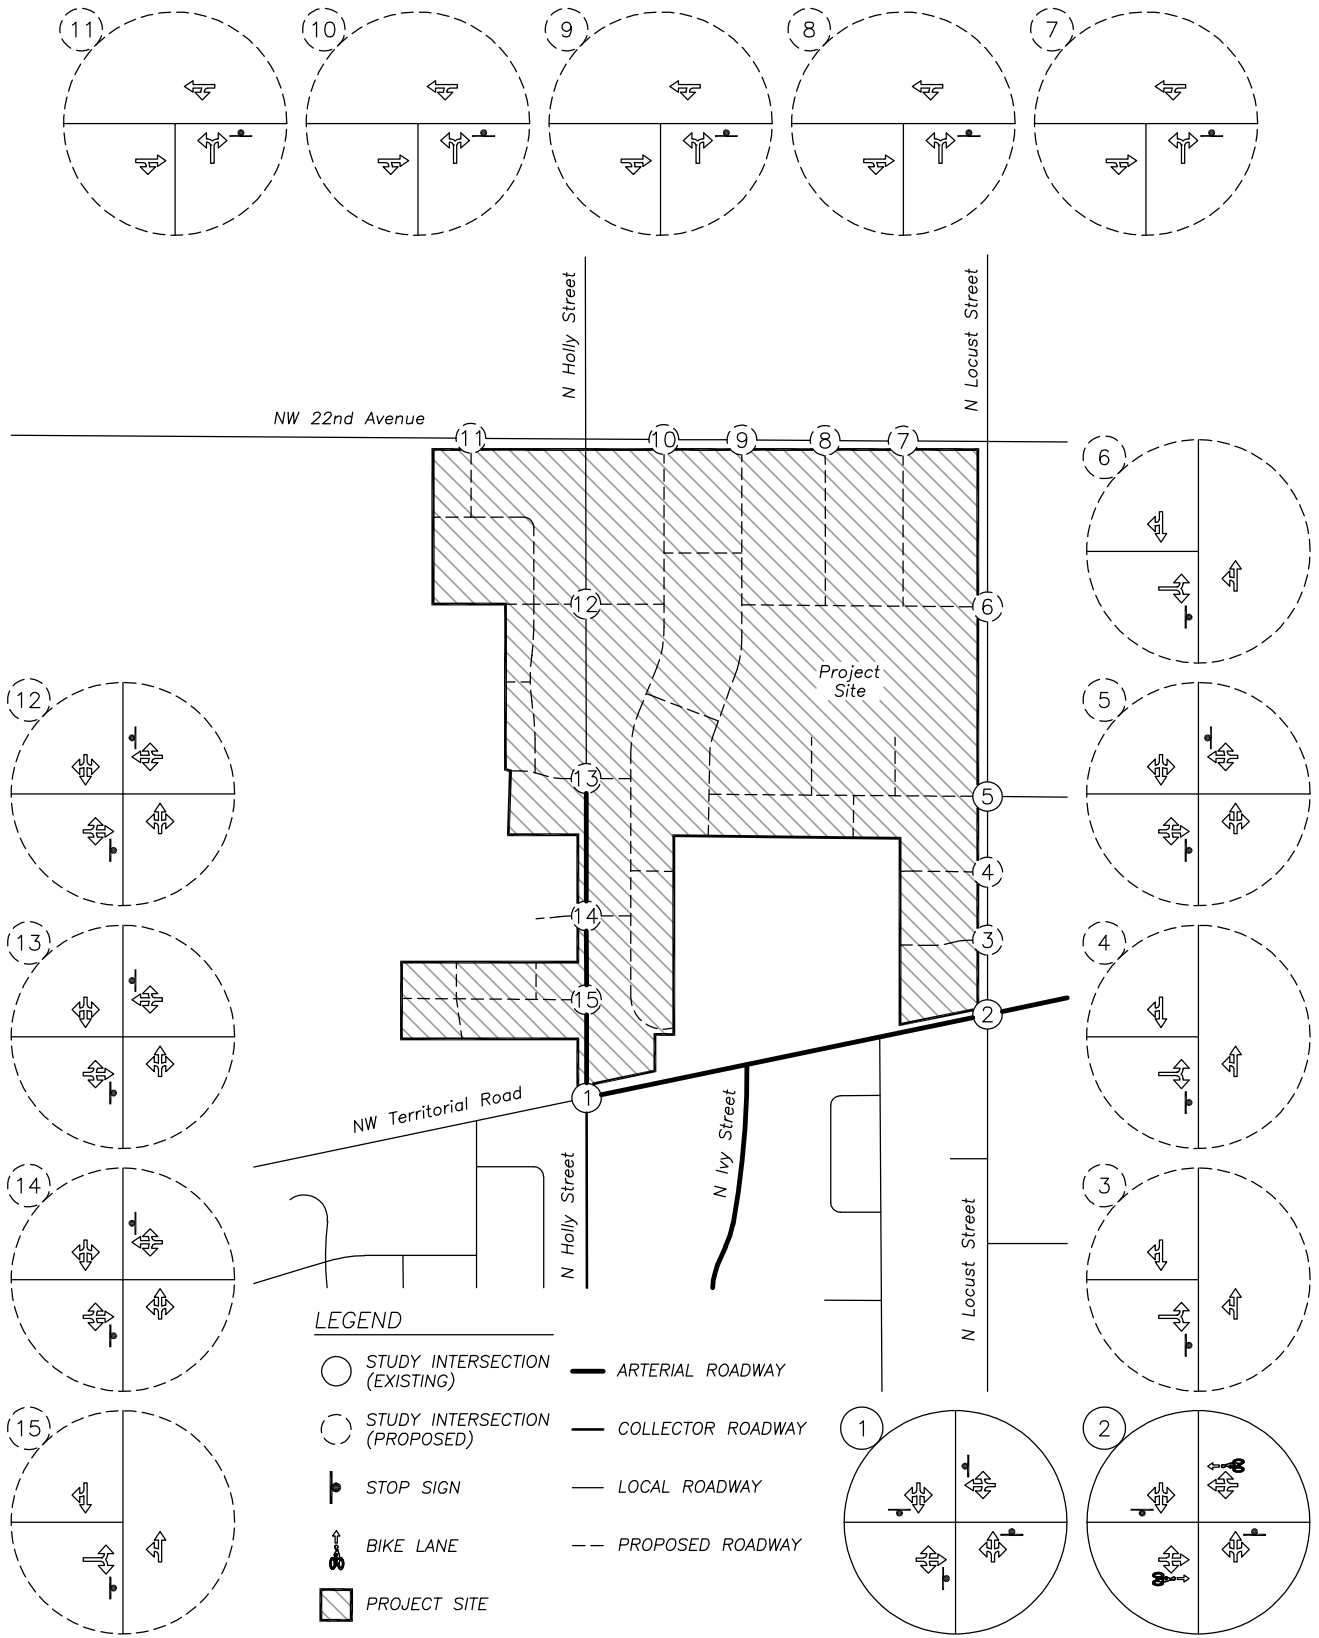 11
10
9
8
7
N Holly Street
N Locust Street
NW 22nd Avenue
11
10
9
8
7
6
12
6
Project
Site
12
5
13
5
4
14
4
13
3
15
2
1
NW Territorial Road
N Ivy Street
14
3
N Holly Street
N Locust Street
LEGEND
STUDY INTERSECTION
(EXISTING)
ARTERIAL ROADWAY
STUDY INTERSECTION
(PROPOSED)
COLLECTOR ROADWAY
STOP SIGN
LOCAL ROADWAY
BIKE LANE
PROPOSED ROADWAY
PROJECT SITE
15
1
2